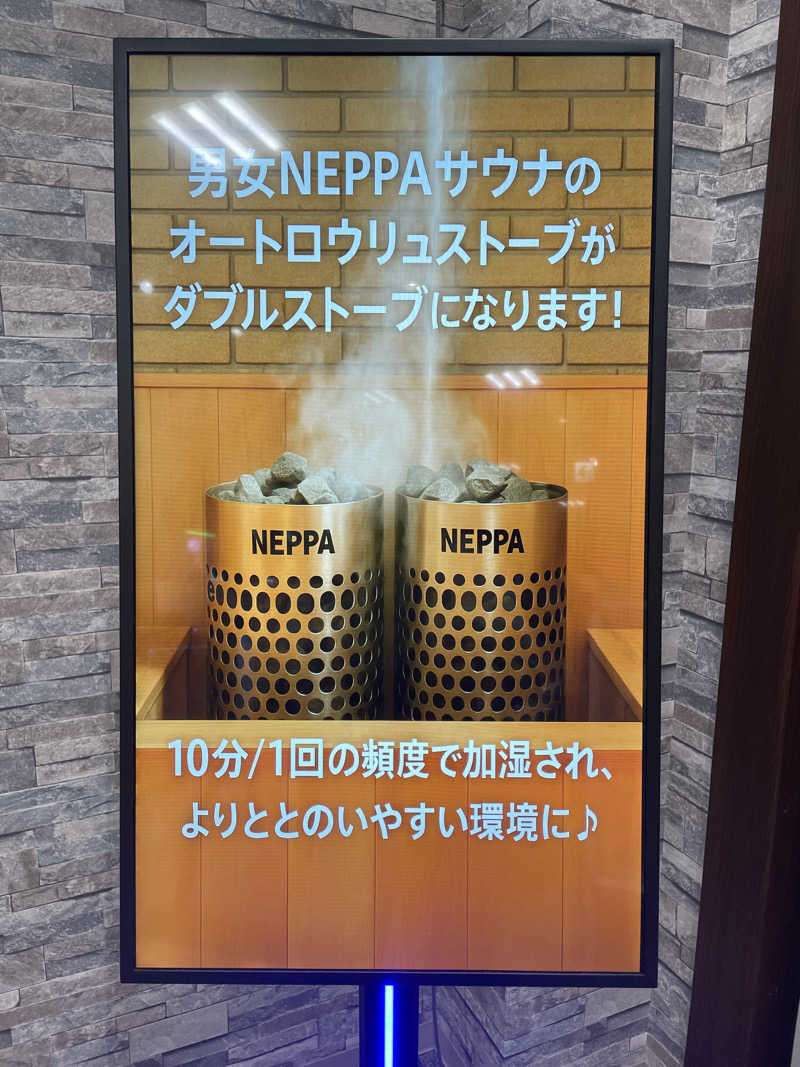 男女NEPPAサウナの
オートロウリュストーブが
ダブルストーブになります!
NEPPA
NEPPA
10分/1回の頻度で加湿され、
よりととのいやすい環境に♪